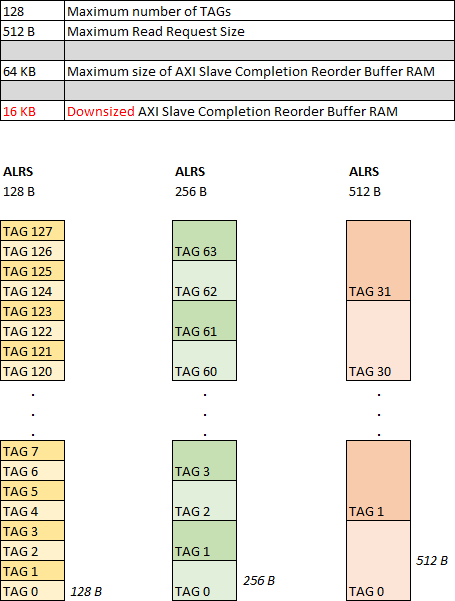 128 Maximum number of TAGs
512 B Maximum Read Request Size
64 KB Maximum size of AXI Slave Completion Reorder Buffer RAM
16 KB Downsized AXI Slave Completion Reorder Buffer RAM
ALRS ALRS ALRS
128 B 256 B 512 B
TAG 127
TAG 126 TAG 63
TAG 125
TAG 124 TAG 62 TAG 31
TAG 123
TAG 122 TAG 61
TAG 121
TAG 120 TAG 60 TAG 30
. . .
. . .
. . .
TAG 7
TAG 6 TAG 3
TAG 5
TAG 4 TAG 2 TAG 1
TAG 3
TAG 2 TAG 1
TAG 1 256 B 512 B
TAG 0 128 B TAG 0 TAG 0